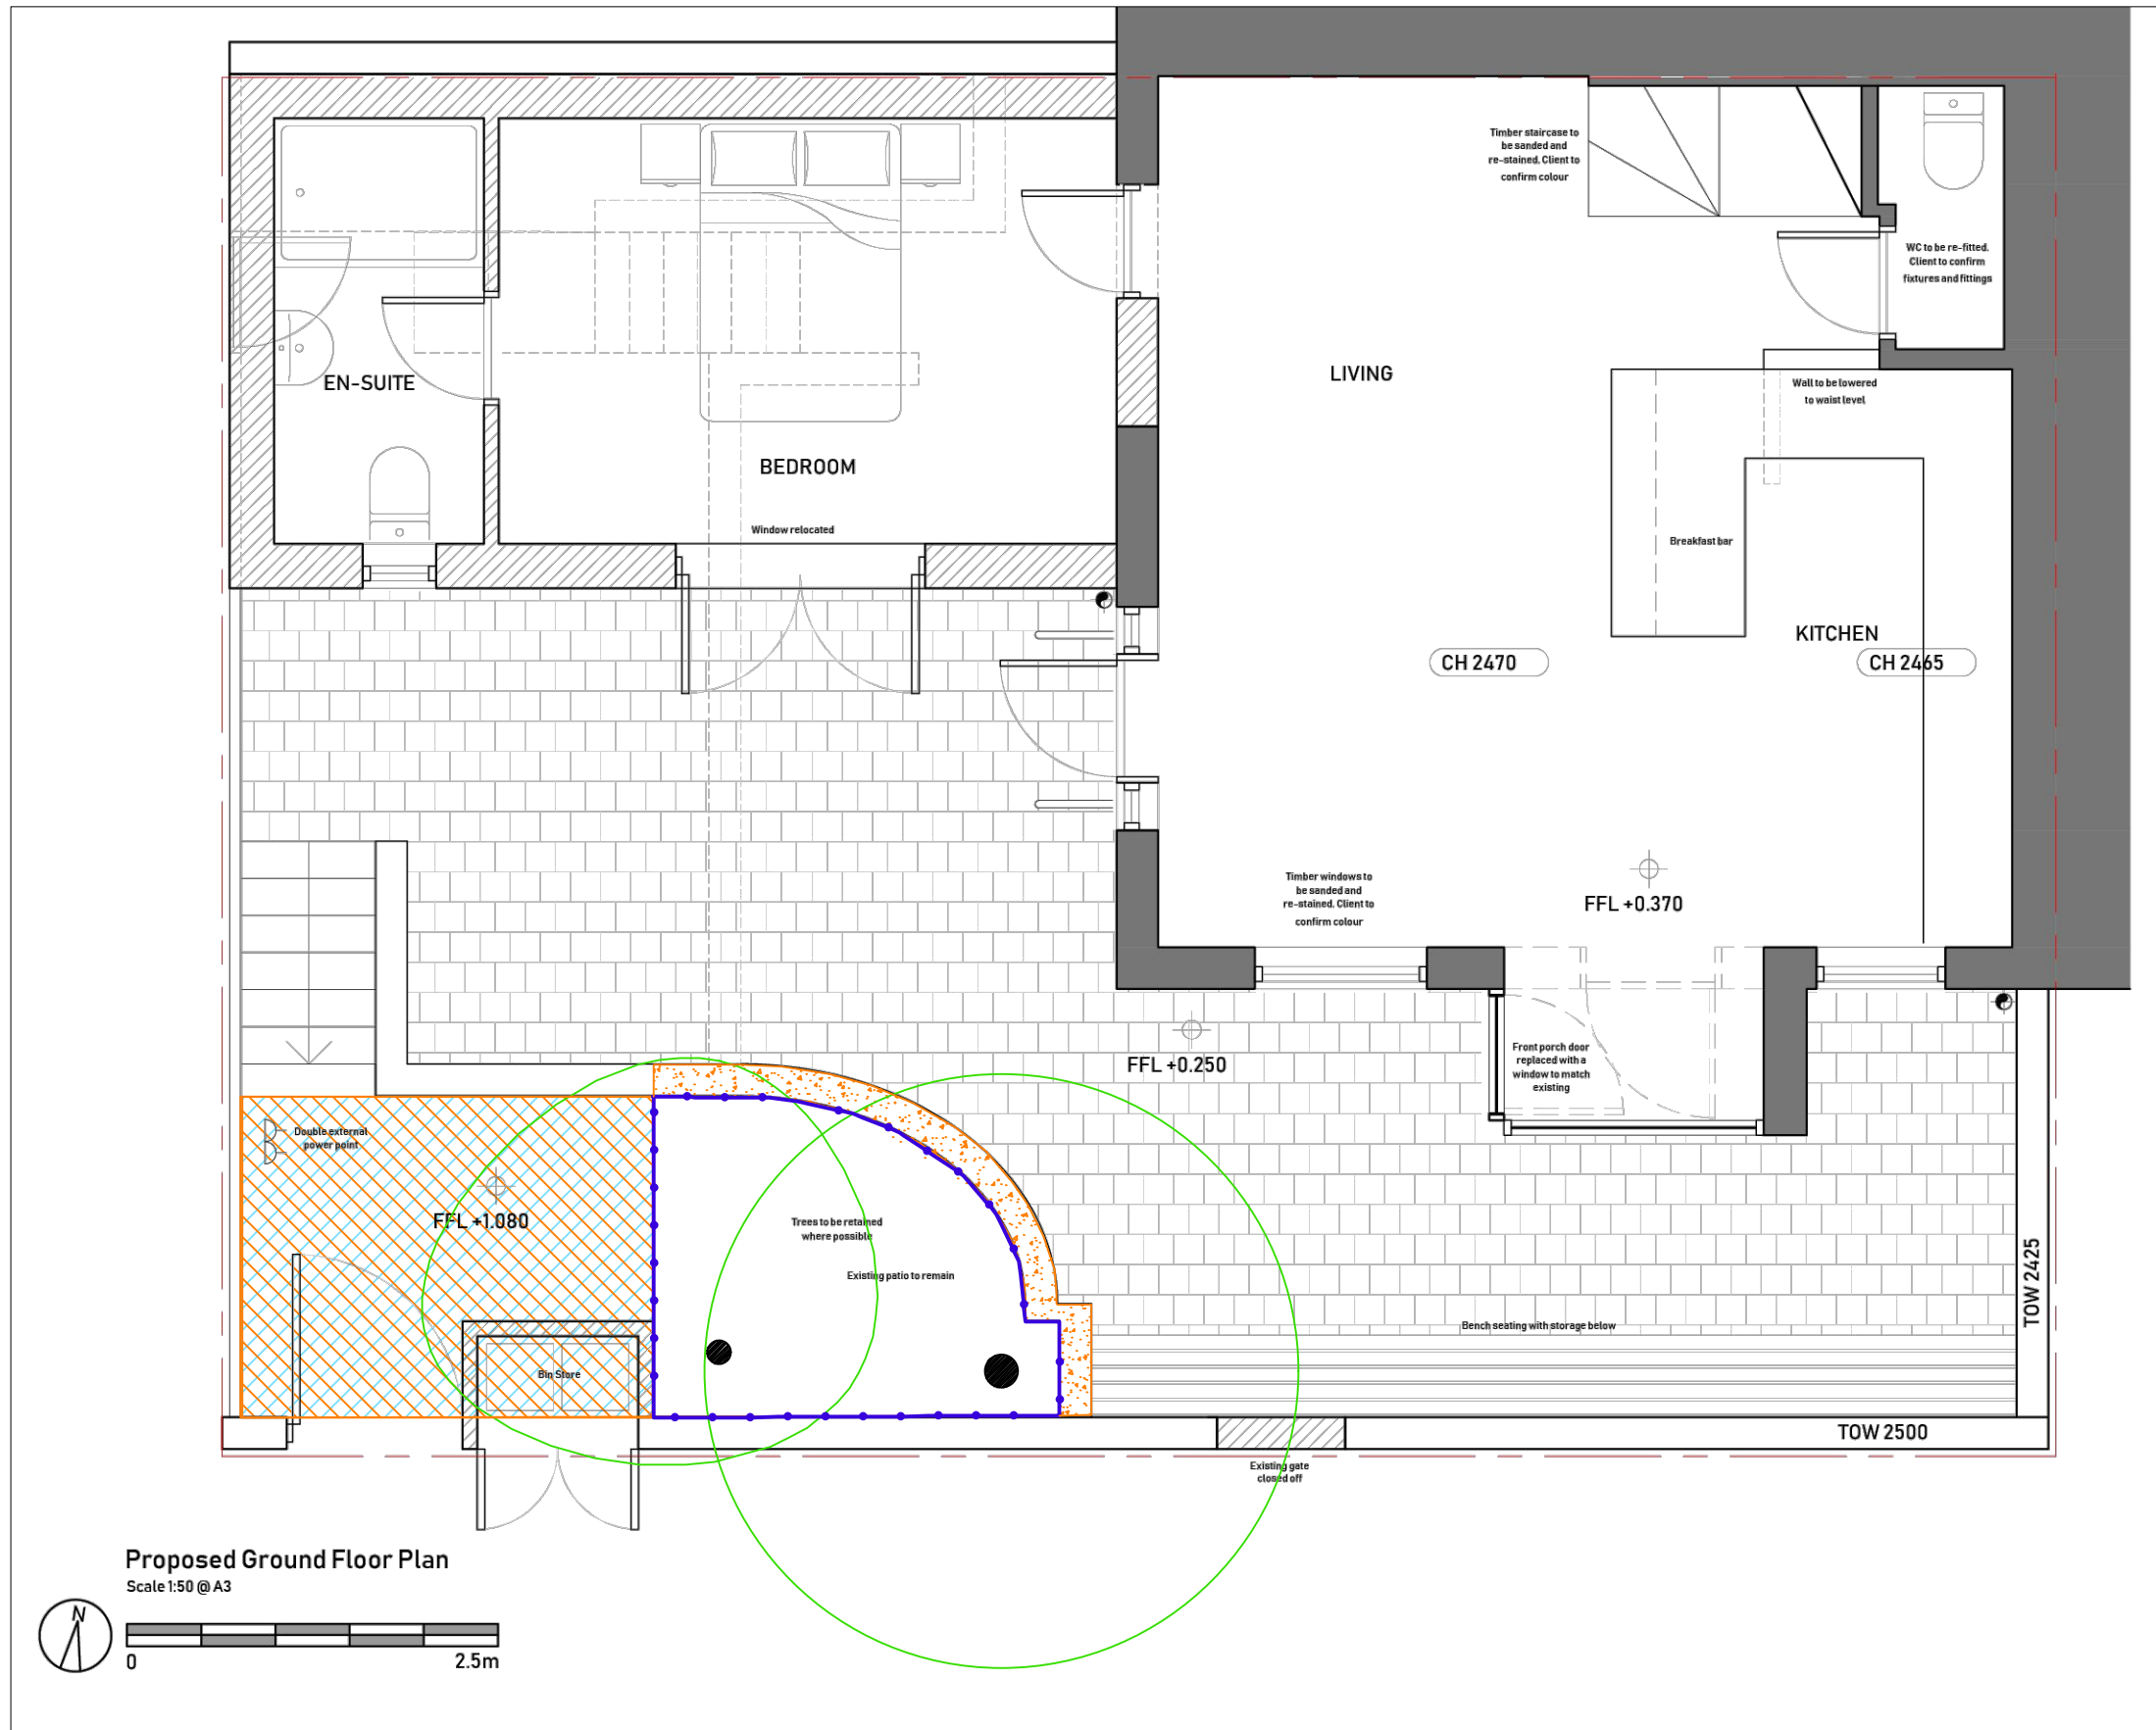 Timber staircase to
be sanded and
re-stained. Client to
confirm colour
WC to be re-fitted.
Client to confirm
fixtures and fittings
LIVING
EN-SUITE
Wall to be lowered
to waist level
BEDROOM
Window relocated
Breakfast bar
KITCHEN
CH 2470
CH 2465
Timber windows to
be sanded and
re-stained. Client to
confirm colour
FFL +0.370
FFL +0.250
Front porch door
replaced with a
window to match
existing
Double external
power point
FFL +1.080
Trees to be retained
where possible
Existing patio to remain
Bench seating with storage below
TOW 2425
Bin Store
TOW 2500
Existing gate
closed off
Proposed Ground Floor Plan
Scale 1:50 @ A3
N
0
2.5m